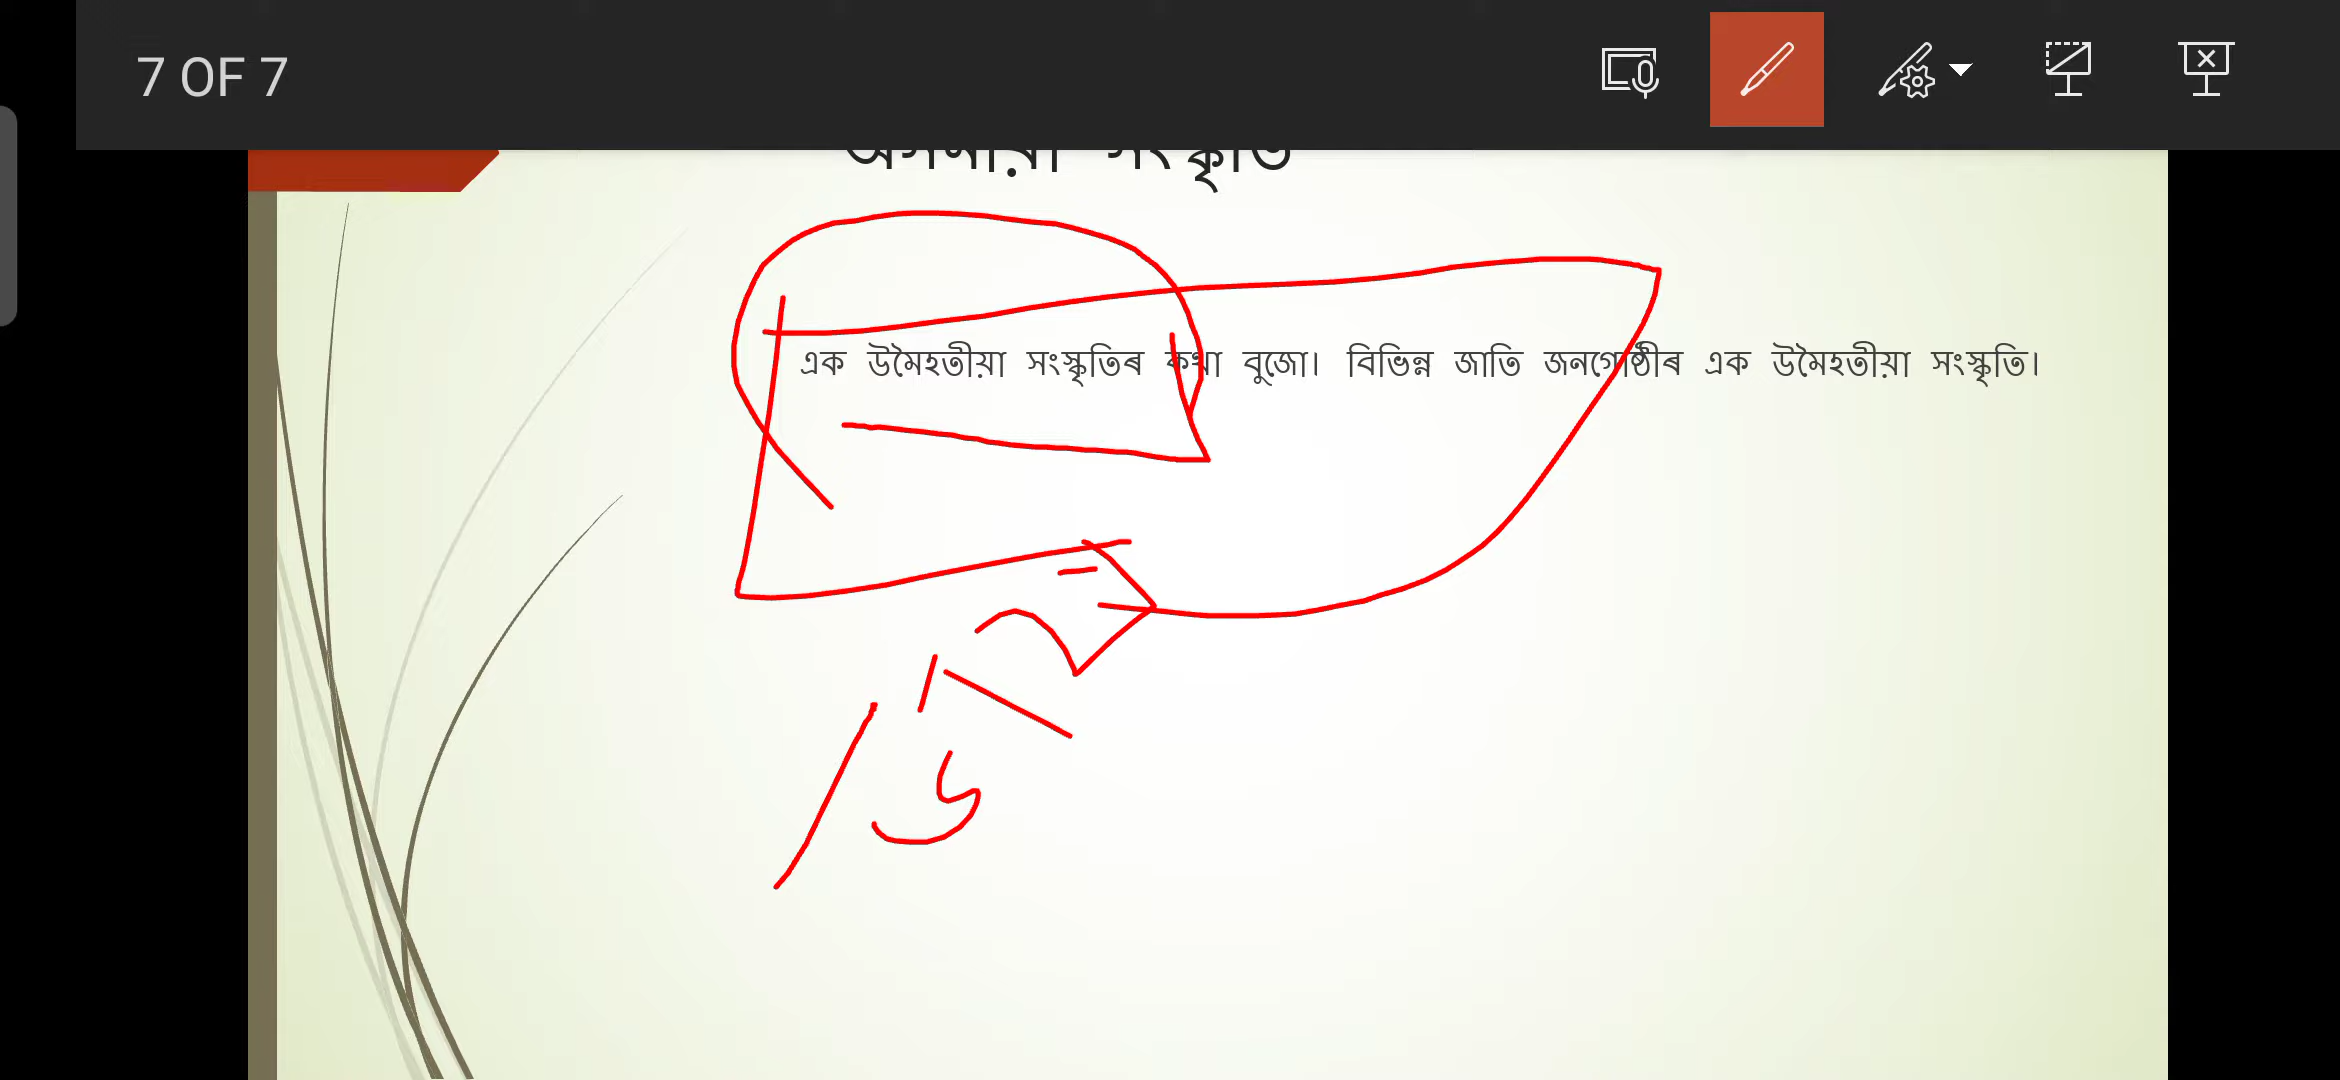 7 OF 7
সংস্কৃতি
এক উমৈহতীয়া সংস্কৃতিৰ কথা বুজো। বিভিন্ন জাতি জনগোষ্ঠীৰ এক উমৈহতীয়া সংস্কৃতি।